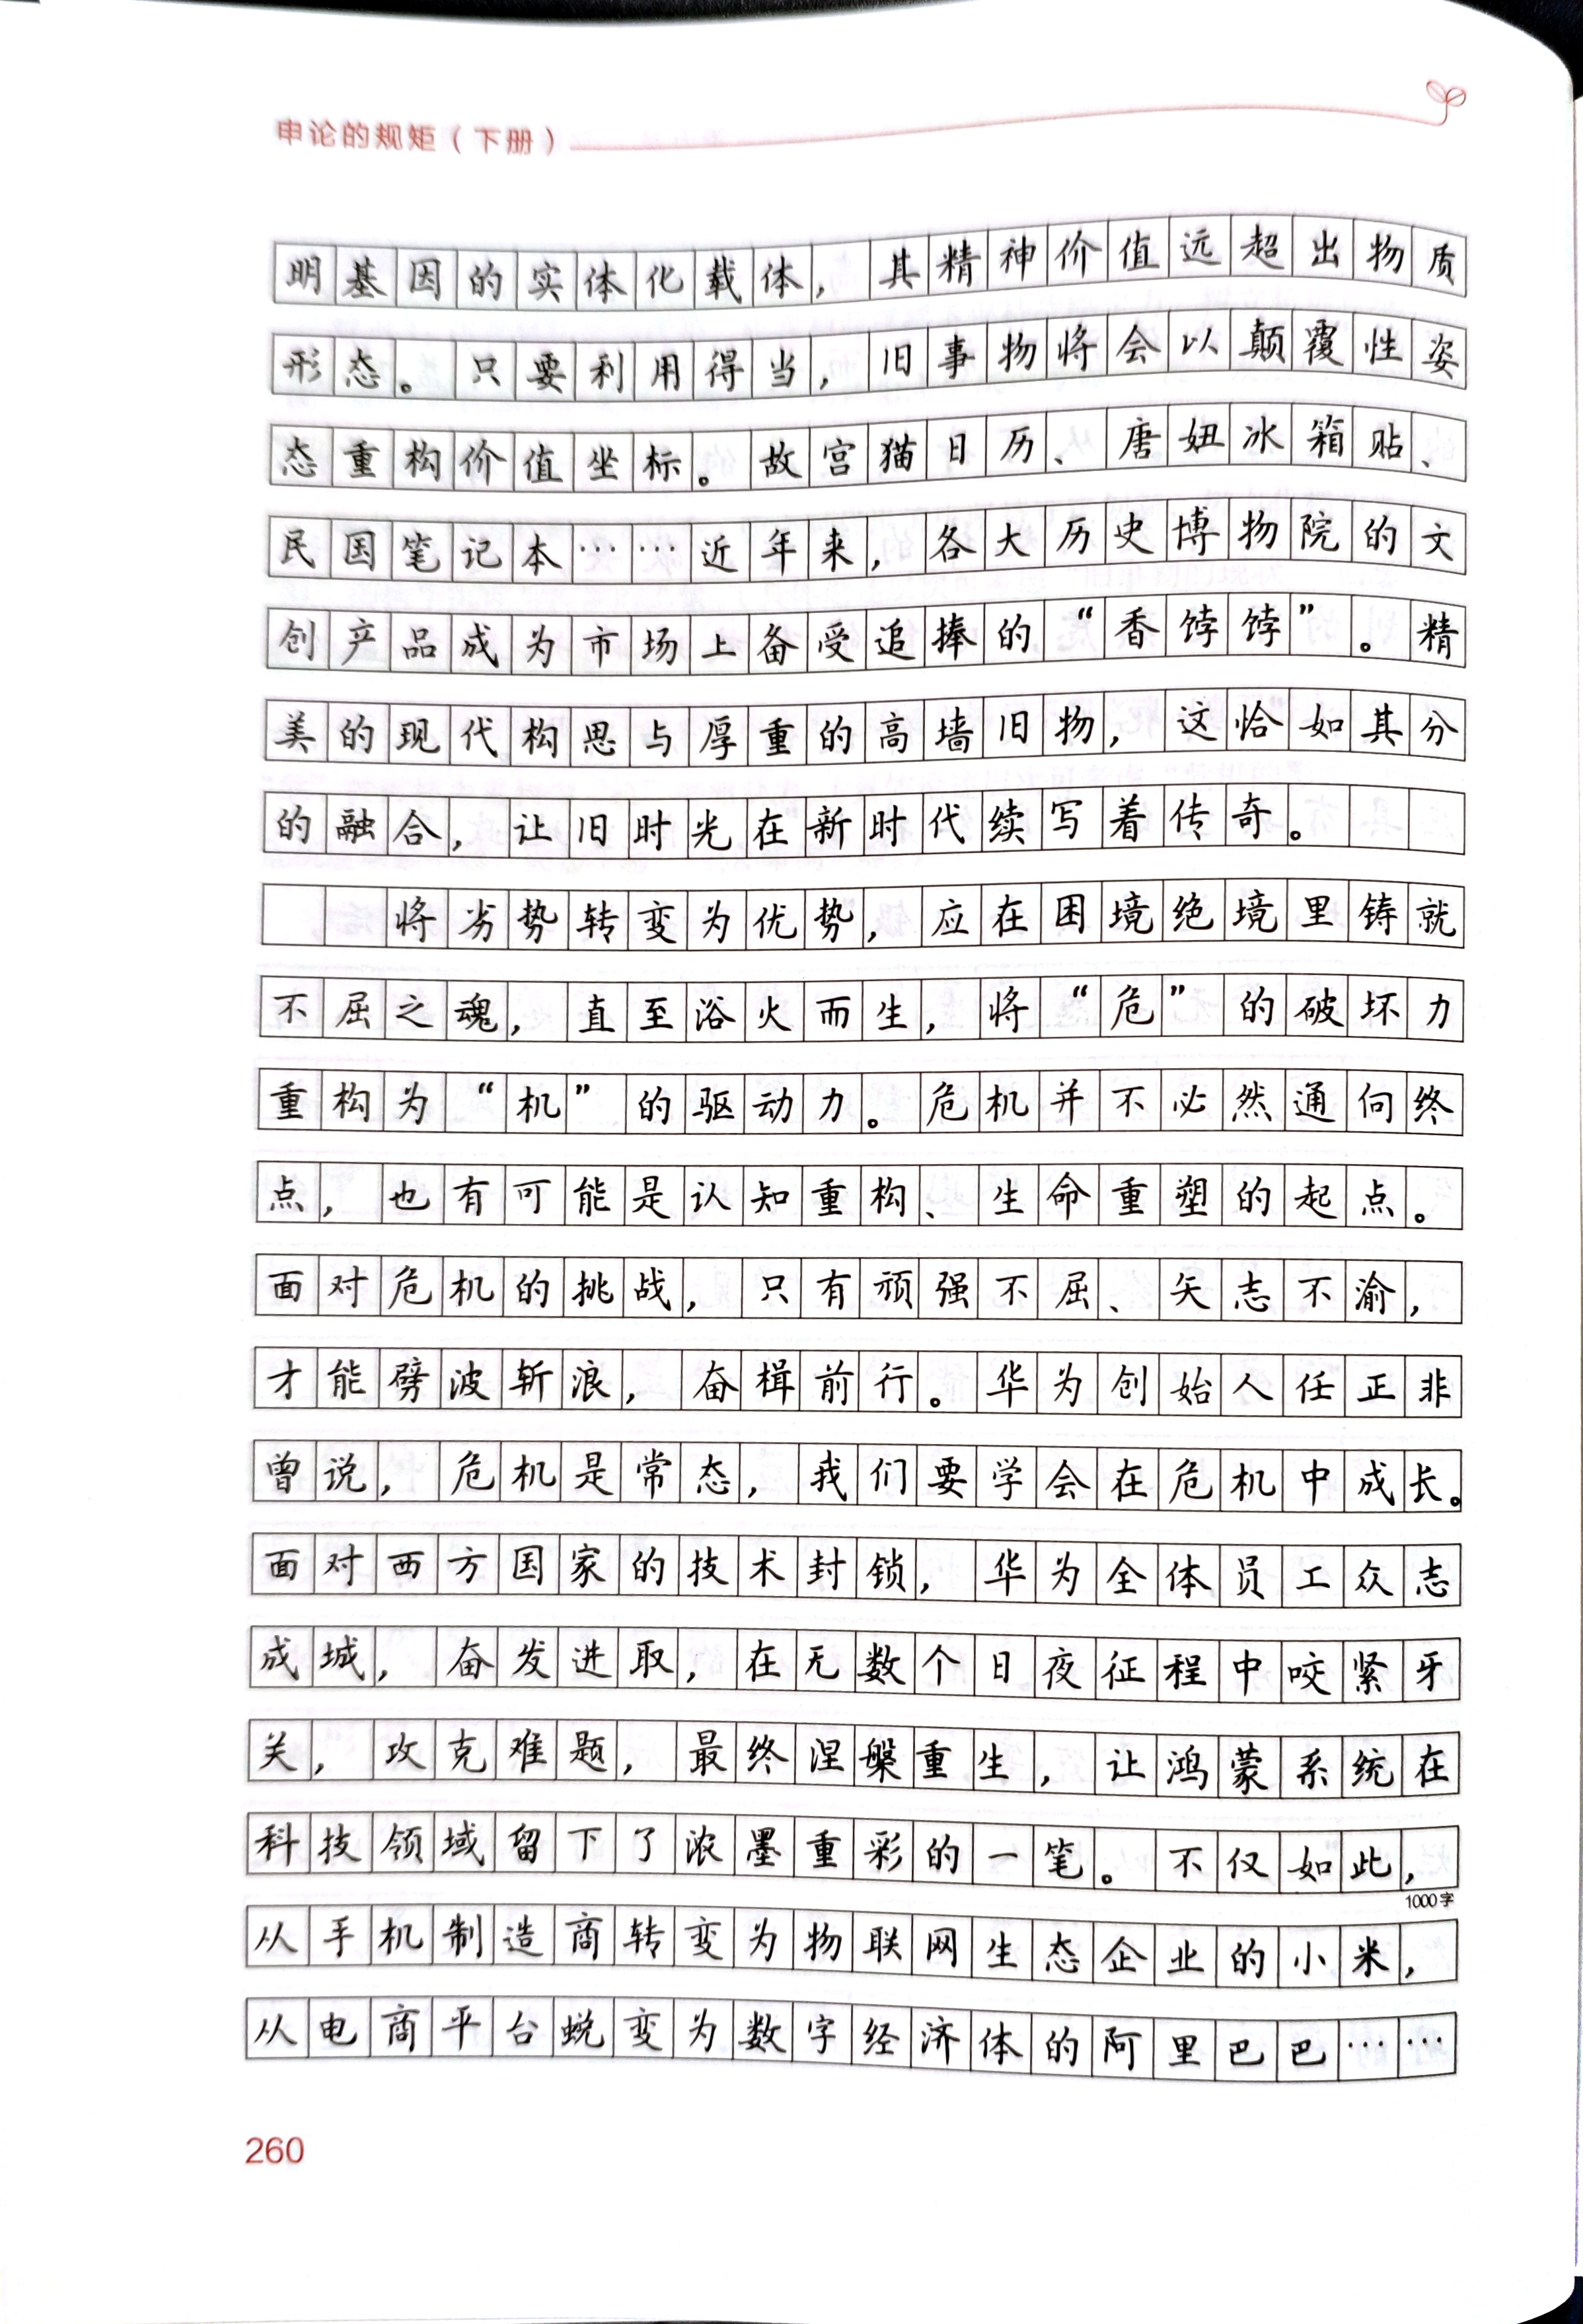 申论的规矩（下册）
明基因的实体化载体，其精神价值远超出物质
形态。只要利用得当，旧事物将会以颠覆性姿
态重构价值坐标。故宫猫日历、唐妞冰箱贴、
民国笔记本……近年来，各大历史博物院的文
创产品成为市场上备受追捧的“香饽饽”。精
美的现代构思与厚重的高墙旧物，这恰如其分
的融合，让旧时光在新时代续写着传奇。
将劣势转变为优势，应在困境绝境里铸就
不屈之魂，直至浴火而生，将“危”的破坏力
重构为“机”的驱动力。危机并不必然通向终
点，也有可能是认知重构、生命重塑的起点。
面对危机的挑战，只有顽强不屈、矢志不渝，
才能劈波斩浪，奋楫前行。华为创始人任正非
曾说，危机是常态，我们要学会在危机中成长。
面对西方国家的技术封锁，华为全体员工众志
成城，奋发进取，在无数个日夜征程中咬紧牙
关，攻克难题，最终涅槃重生，让鸿蒙系统在
科技领域留下了浓墨重彩的一笔。不仅如此，
1000字
从手机制造商转变为物联网生态企业的小米，
从电商平台蜕变为数字经济体的阿里巴巴……
260